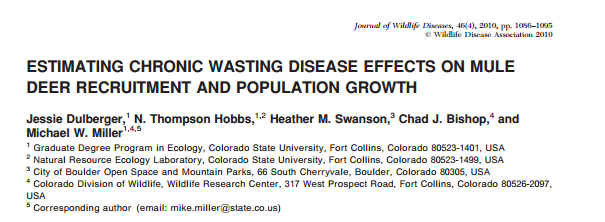 Journal of Wildlife Diseases, 46(4), 2010, pp. 1086–1095
© Wildlife Disease Association 2010
ESTIMATING CHRONIC WASTING DISEASE EFFECTS ON MULE
DEER RECRUITMENT AND POPULATION GROWTH
Jessie Dulberger,1 N. Thompson Hobbs,1,2 Heather M. Swanson,3 Chad J. Bishop,4 and
Michael W. Miller1,4,5
1 Graduate Degree Program in Ecology, Colorado State University, Fort Collins, Colorado 80523-1401, USA
2 Natural Resource Ecology Laboratory, Colorado State University, Fort Collins, Colorado 80523-1499, USA
3 City of Boulder Open Space and Mountain Parks, 66 South Cherryvale, Boulder, Colorado 80305, USA
4 Colorado Division of Wildlife, Wildlife Research Center, 317 West Prospect Road, Fort Collins, Colorado 80526-2097,
USA
5 Corresponding author (email: mike.miller@state.co.us)